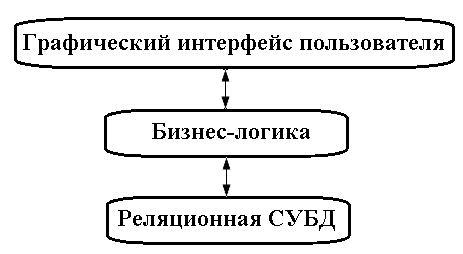 Графический интерфейс пользователя
Бизнес-логика
Реляционная СУБД